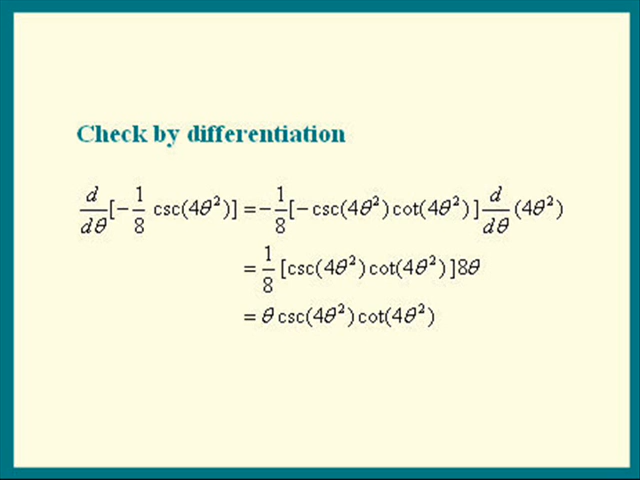 Check by differentiation
d/dθ[−1/8 csc(4θ²)] = −1/8[−csc(4θ²)cot(4θ²)]d/dθ(4θ²)
= 1/8[csc(4θ²)cot(4θ²)]8θ
= θ csc(4θ²)cot(4θ²)